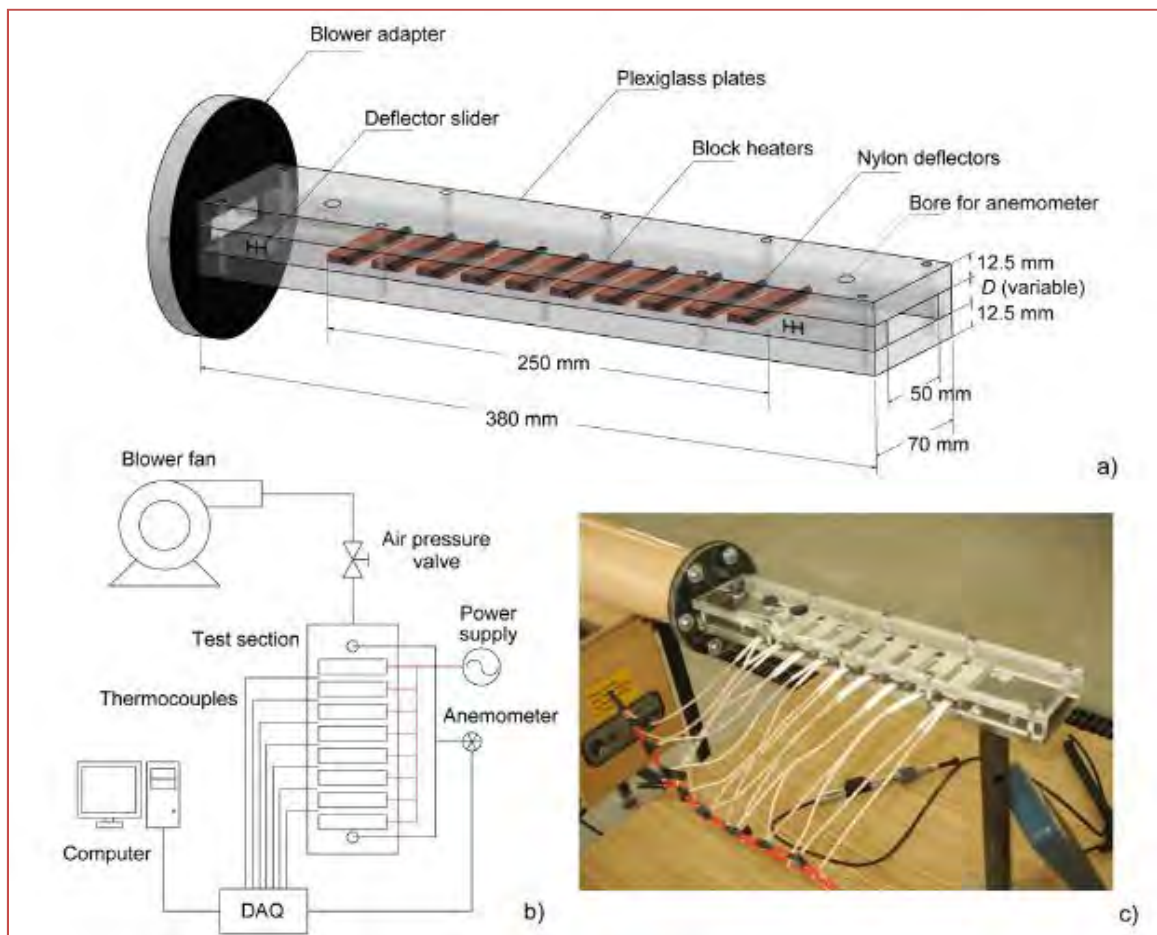 Blower adapter
Plexiglass plates
Deflector slider
Block heaters
Nylon deflectors
Bore for anemometer
12.5 mm
D (variable)
12.5 mm
250 mm
50 mm
380 mm
70 mm
a)
Blower fan
Air pressure
valve
Test section
Power
supply
Thermocouples
Anemometer
Computer
DAQ
b)
c)